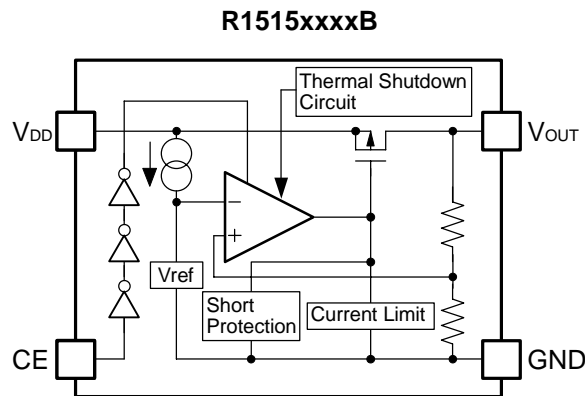 R1515xxxxB
Thermal Shutdown
Circuit
VDD
VOUT
−
+
Vref
Short
Protection
Current Limit
CE
GND